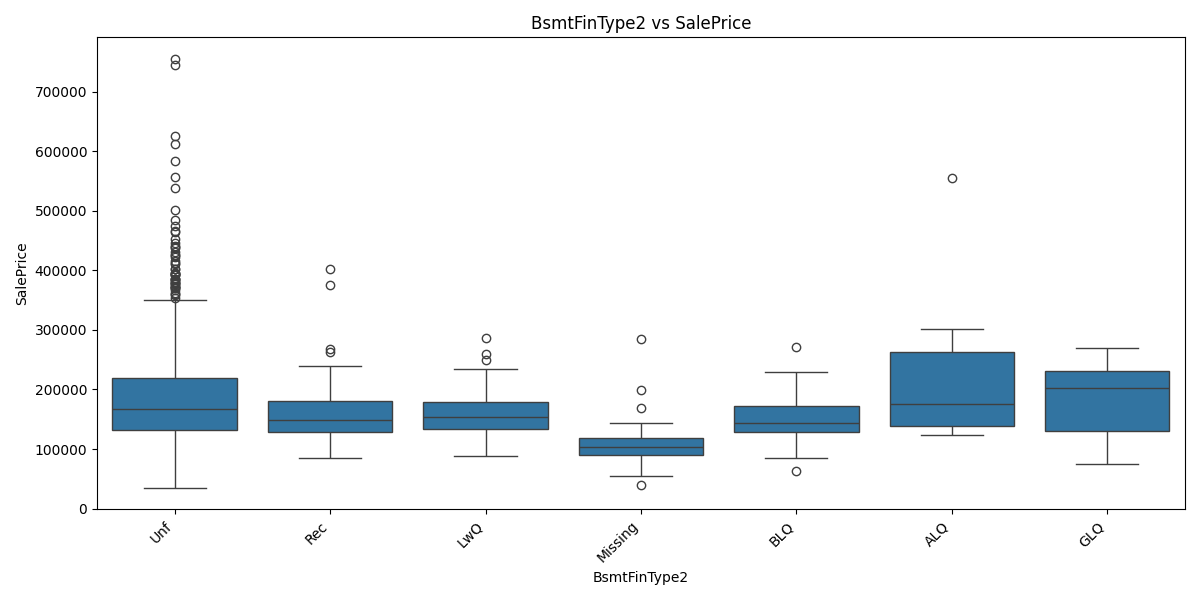 BsmtFinType2 vs SalePrice
700000
600000
500000
400000
300000
200000
100000
0
SalePrice
Unf
Rec
LwQ
Missing
BLQ
ALQ
GLQ
BsmtFinType2